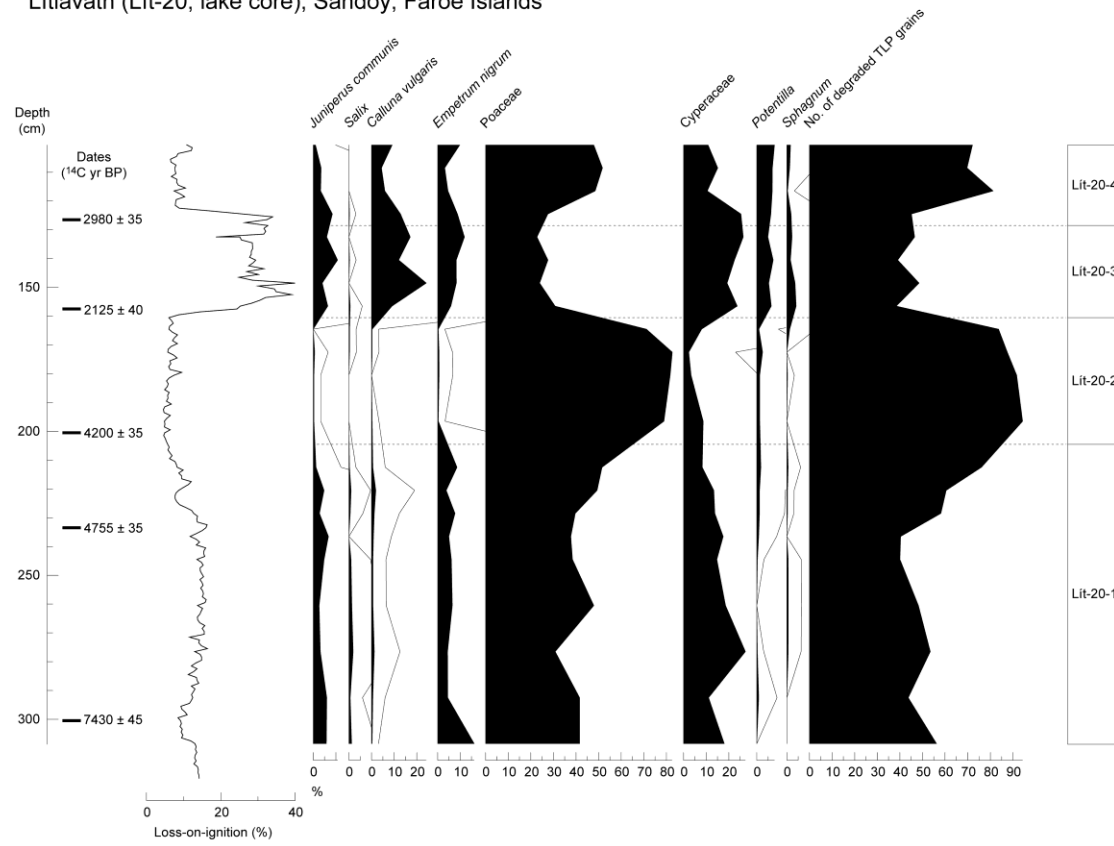 Lítlavatn (Lít-20, lake core), Sandoy, Faroe Islands
Juniperus communis
Salix
Calluna vulgaris
Empetrum nigrum
Poaceae
Cyperaceae
Potentilla
Sphagnum
No. of degraded TLP grains
Depth
(cm)
Dates
(¹⁴C yr BP)
2980 ± 35
150
2125 ± 40
200
4200 ± 35
4755 ± 35
250
300
7430 ± 45
Lít-20-4
Lít-20-3
Lít-20-2
Lít-20-1
0 0 0 10 20 0 10 0 10 20 30 40 50 60 70 80 0 10 20 0 0 0 10 20 30 40 50 60 70 80 90
%
0 20 40
Loss-on-ignition (%)